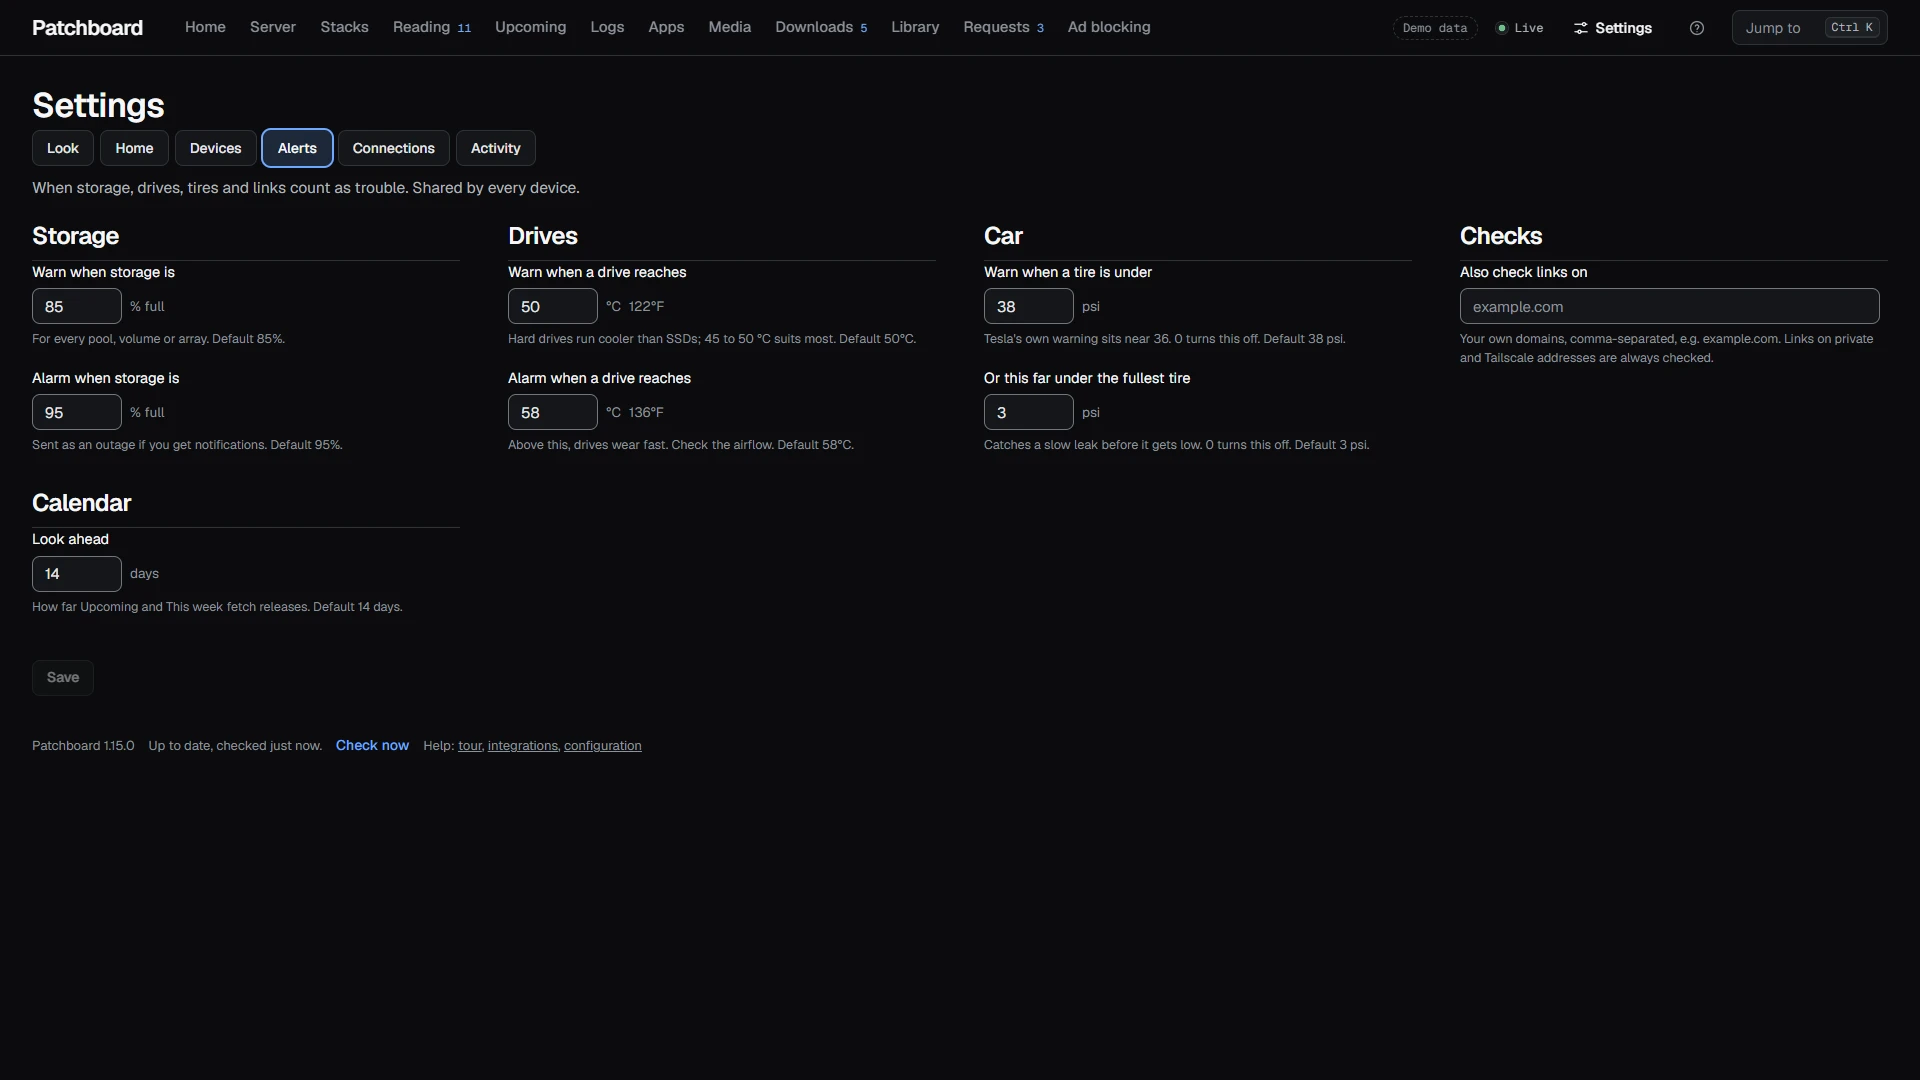 Patchboard Home Server Stacks Reading 11 Upcoming Logs Apps Media Downloads 5 Library Requests 3 Ad blocking Demo data Live Settings Jump to Ctrl K
Settings
Look Home Devices Alerts Connections Activity
When storage, drives, tires and links count as trouble. Shared by every device.
Storage
Warn when storage is
85 % full
For every pool, volume or array. Default 85%.
Alarm when storage is
95 % full
Sent as an outage if you get notifications. Default 95%.
Drives
Warn when a drive reaches
50 °C 122°F
Hard drives run cooler than SSDs; 45 to 50 °C suits most. Default 50°C.
Alarm when a drive reaches
58 °C 136°F
Above this, drives wear fast. Check the airflow. Default 58°C.
Car
Warn when a tire is under
38 psi
Tesla's own warning sits near 36. 0 turns this off. Default 38 psi.
Or this far under the fullest tire
3 psi
Catches a slow leak before it gets low. 0 turns this off. Default 3 psi.
Checks
Also check links on
example.com
Your own domains, comma-separated, e.g. example.com. Links on private
and Tailscale addresses are always checked.
Calendar
Look ahead
14 days
How far Upcoming and This week fetch releases. Default 14 days.
Save
Patchboard 1.15.0 Up to date, checked just now. Check now Help: tour, integrations, configuration